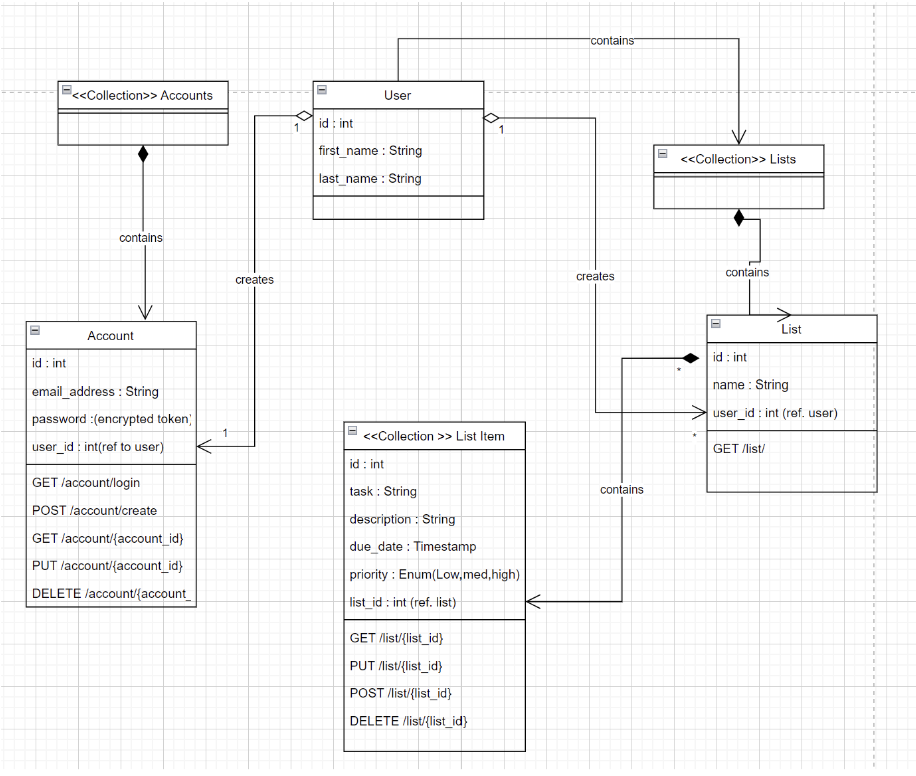 contains
<<Collection>> Accounts
User
id : int
first_name : String
last_name : String
1
1
<<Collection>> Lists
contains
creates
creates
contains
Account
id : int
email_address : String
password :(encrypted token)
user_id : int(ref to user)
GET /account/login
POST /account/create
GET /account/{account_id}
PUT /account/{account_id}
DELETE /account/{account_
1
<<Collection >> List Item
id : int
task : String
description : String
due_date : Timestamp
priority : Enum(Low,med,high)
list_id : int (ref. list)
GET /list/{list_id}
PUT /list/{list_id}
POST /list/{list_id}
DELETE /list/{list_id}
contains
*
*
List
id : int
name : String
user_id : int (ref. user)
GET /list/